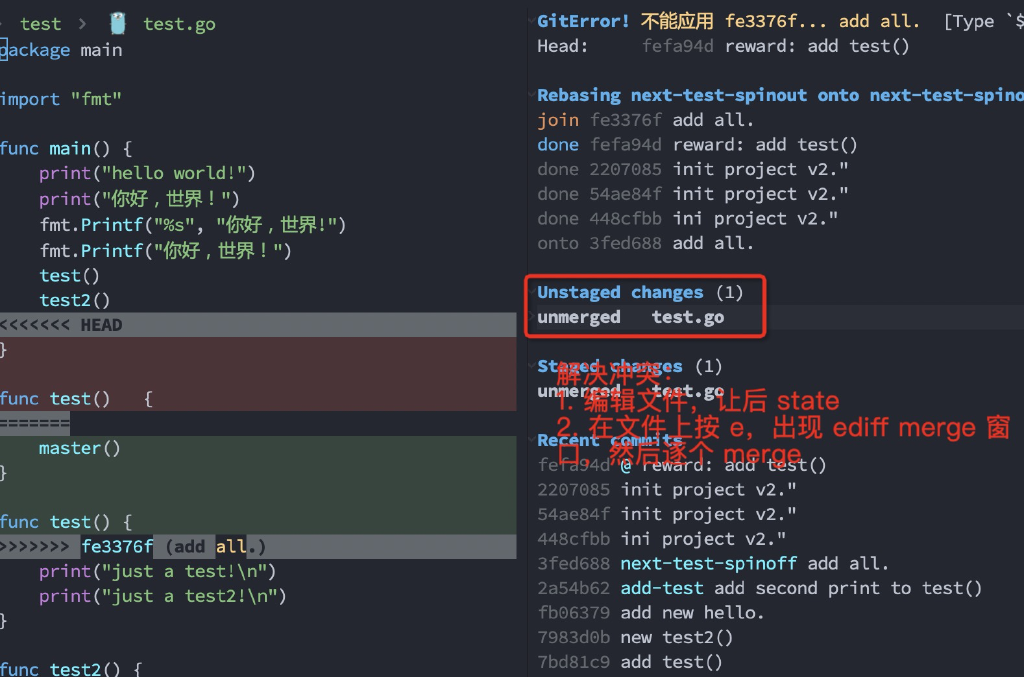 test > test.go
package main
import "fmt"
func main() {
print("hello world!")
print("你好，世界！")
fmt.Printf("%s", "你好，世界!")
fmt.Printf("你好，世界！")
test()
test2()
<<<<<<< HEAD
}
func test()   {
=======
master()
}
func test() {
>>>>>>> fe3376f (add all.)
print("just a test!\n")
print("just a test2!\n")
}
func test2() {
GitError! 不能应用 fe3376f... add all.  [Type `$
Head:     fefa94d reward: add test()
Rebasing next-test-spinout onto next-test-spino
join fe3376f add all.
done fefa94d reward: add test()
done 2207085 init project v2."
done 54ae84f init project v2."
done 448cfbb ini project v2."
onto 3fed688 add all.
Unstaged changes (1)
unmerged   test.go
Staged changes (1)
unmerged   test.go
解决冲突：
1. 编辑文件，让后 state
2. 在文件上按 e，出现 ediff merge 窗
口，然后逐个 merge
Recent commits
fefa94d @ reward: add test()
2207085 init project v2."
54ae84f init project v2."
448cfbb ini project v2."
3fed688 next-test-spinoff add all.
2a54b62 add-test add second print to test()
fb06379 add new hello.
7983d0b new test2()
7bd81c9 add test()